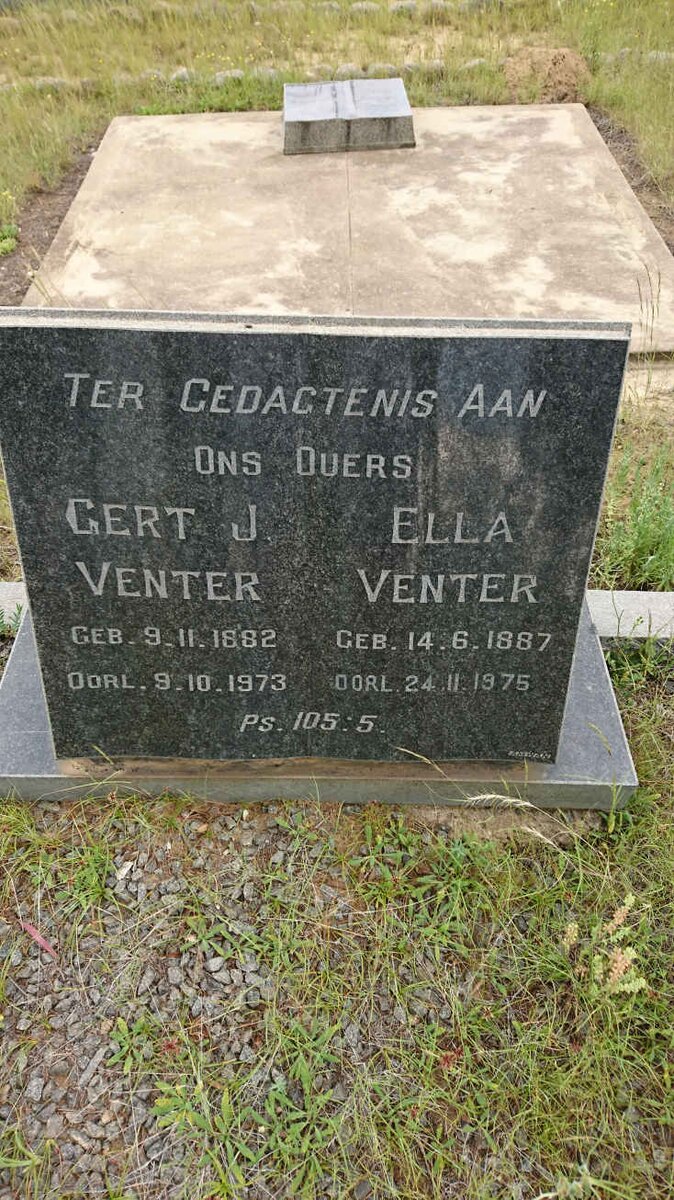 TER GEDACTENIS AAN
ONS OUERS
GERT J. ELLA
VENTER VENTER
GEB. 9.11.1882 GEB. 14.6.1887
OORL. 9.10.1973 OORL. 24.11.1975
PS. 105:5.